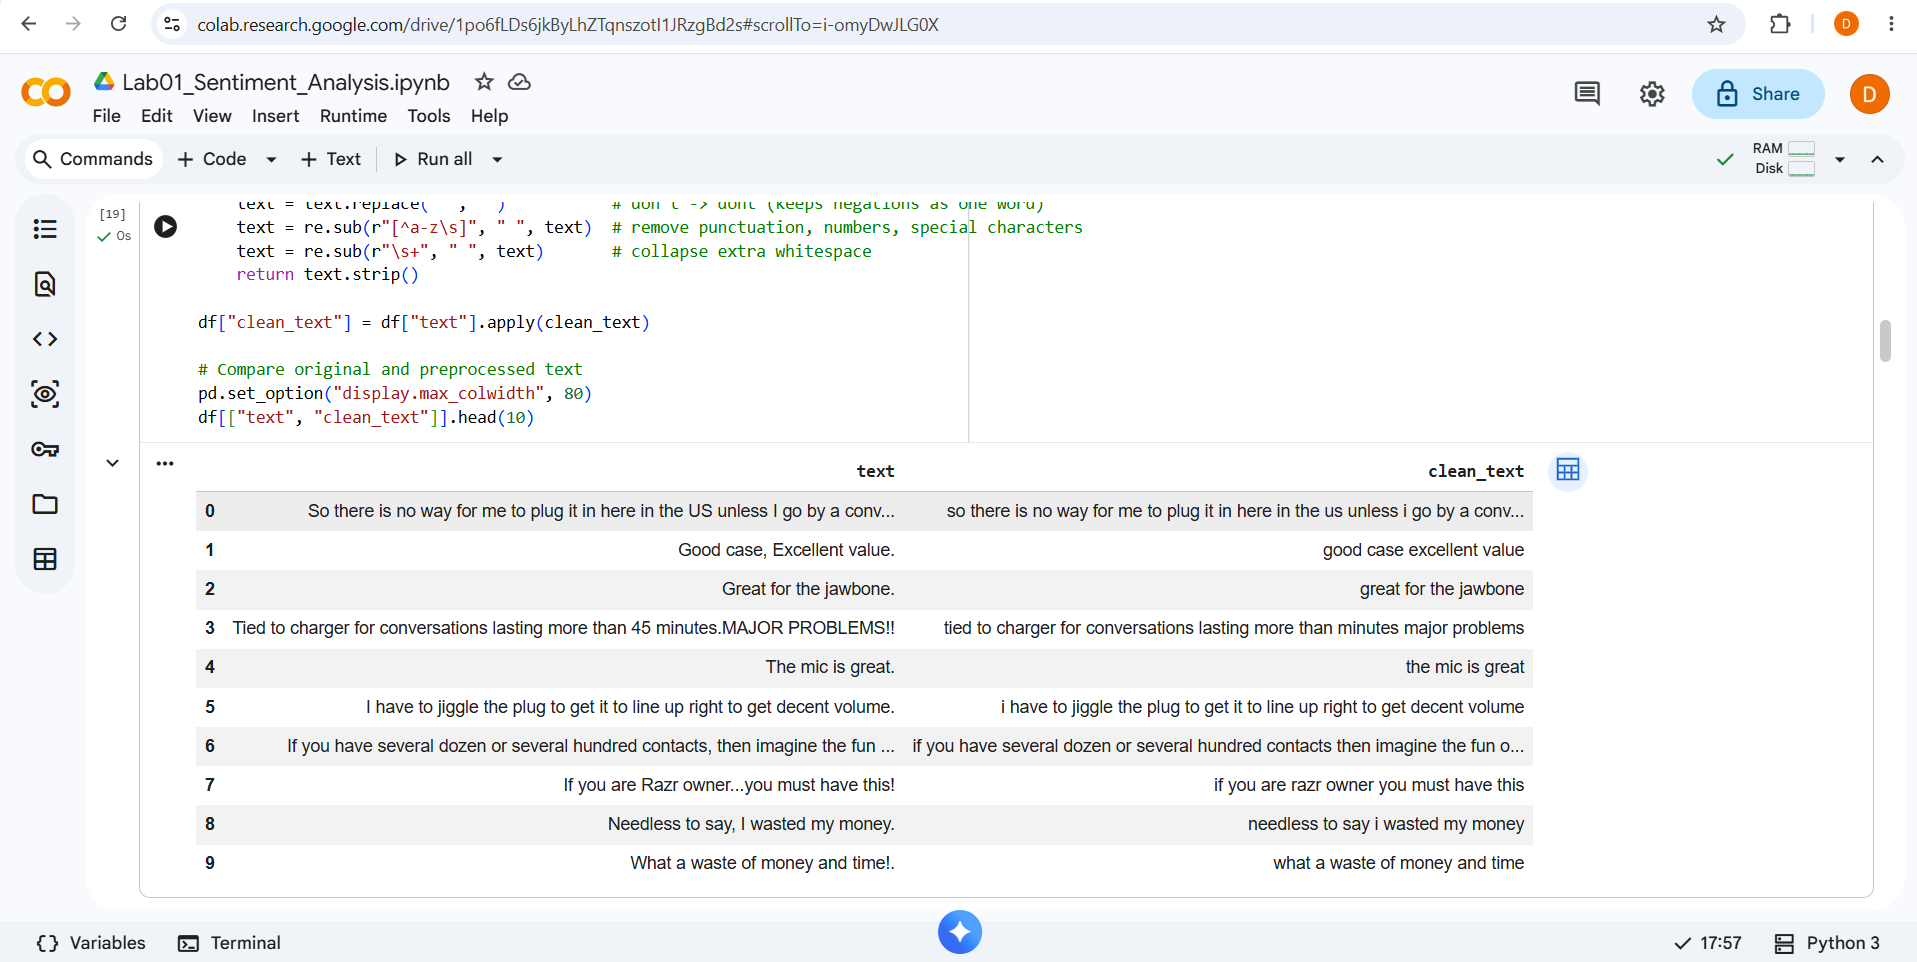 colab.research.google.com/drive/1po6fLDs6jkByLhZTqnszotI1JRzgBd2s#scrollTo=i-omyDwJLG0X
D
Lab01_Sentiment_Analysis.ipynb
File Edit View Insert Runtime Tools Help
Share
D
Commands + Code + Text Run all
RAM
Disk
[19]
0s
text = text.replace("'", "") # don't -> dont (keeps negations as one word)
text = re.sub(r"[^a-z\s]", " ", text) # remove punctuation, numbers, special characters
text = re.sub(r"\s+", " ", text) # collapse extra whitespace
return text.strip()
df["clean_text"] = df["text"].apply(clean_text)
# Compare original and preprocessed text
pd.set_option("display.max_colwidth", 80)
df[["text", "clean_text"]].head(10)
text clean_text
0 So there is no way for me to plug it in here in the US unless I go by a conv... so there is no way for me to plug it in here in the us unless i go by a conv...
1 Good case, Excellent value. good case excellent value
2 Great for the jawbone. great for the jawbone
3 Tied to charger for conversations lasting more than 45 minutes.MAJOR PROBLEMS!! tied to charger for conversations lasting more than minutes major problems
4 The mic is great. the mic is great
5 I have to jiggle the plug to get it to line up right to get decent volume. i have to jiggle the plug to get it to line up right to get decent volume
6 If you have several dozen or several hundred contacts, then imagine the fun ... if you have several dozen or several hundred contacts then imagine the fun o...
7 If you are Razr owner...you must have this! if you are razr owner you must have this
8 Needless to say, I wasted my money. needless to say i wasted my money
9 What a waste of money and time!. what a waste of money and time
Variables Terminal
17:57 Python 3